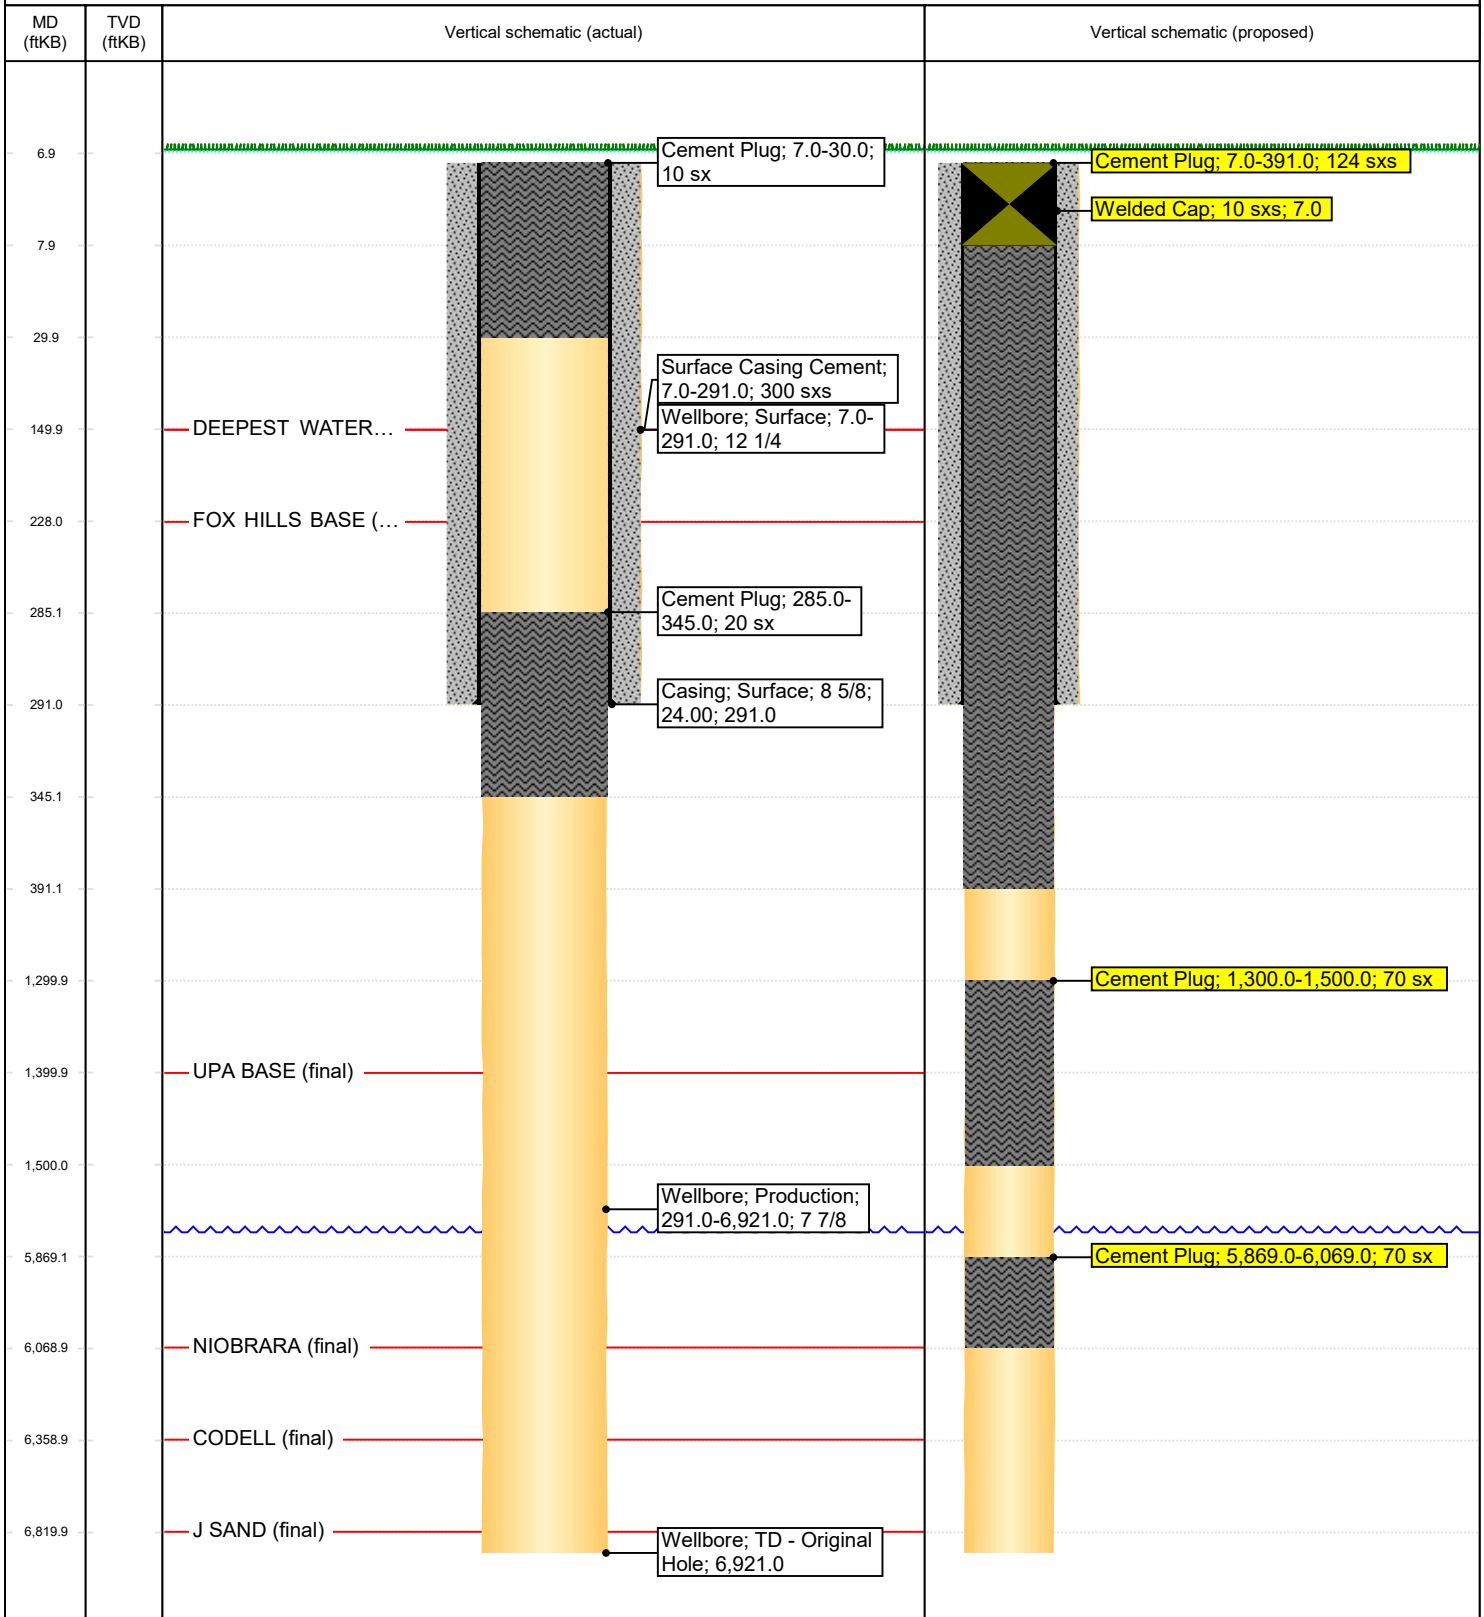 MD
(ftKB)
TVD
(ftKB)
Vertical schematic (actual)
Vertical schematic (proposed)
6.9
7.9
29.9
149.9
228.0
285.1
291.0
345.1
391.1
1,299.9
1,399.9
1,500.0
5,869.1
6,068.9
6,358.9
6,819.9
DEEPEST WATER...
FOX HILLS BASE (...
UPA BASE (final)
NIOBRARA (final)
CODELL (final)
J SAND (final)
Cement Plug; 7.0-30.0;
10 sx
Surface Casing Cement;
7.0-291.0; 300 sxs
Wellbore; Surface; 7.0-
291.0; 12 1/4
Cement Plug; 285.0-
345.0; 20 sx
Casing; Surface; 8 5/8;
24.00; 291.0
Wellbore; Production;
291.0-6,921.0; 7 7/8
Wellbore; TD - Original
Hole; 6,921.0
Cement Plug; 7.0-391.0; 124 sxs
Welded Cap; 10 sxs; 7.0
Cement Plug; 1,300.0-1,500.0; 70 sx
Cement Plug; 5,869.0-6,069.0; 70 sx